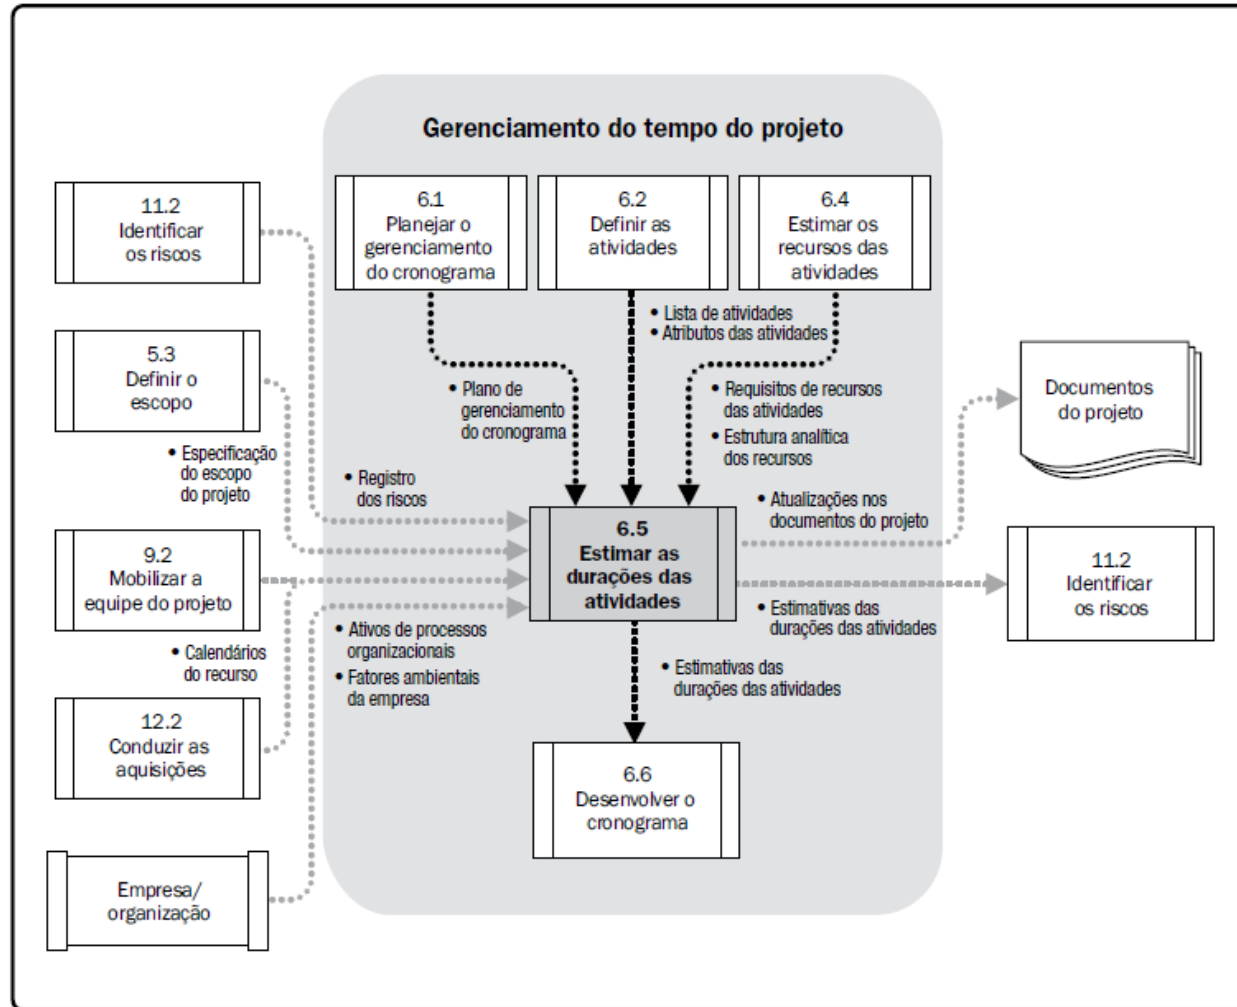 Gerenciamento do tempo do projeto
11.2
Identificar
os riscos
6.1
Planejar o
gerenciamento
do cronograma
6.2
Definir as
atividades
6.4
Estimar os
recursos das
atividades
• Lista de atividades
• Atributos das atividades
5.3
Definir o
escopo
• Especificação
do escopo
do projeto
• Registro
dos riscos
• Plano de
gerenciamento
do cronograma
• Requisitos de recursos
das atividades
• Estrutura analítica
dos recursos
Documentos
do projeto
• Atualizações nos
documentos do projeto
9.2
Mobilizar a
equipe do projeto
6.5
Estimar as
durações das
atividades
11.2
Identificar
os riscos
• Calendários
do recurso
• Ativos de processos
organizacionais
• Fatores ambientais
da empresa
• Estimativas das
durações das atividades
• Estimativas das
durações das atividades
12.2
Conduzir as
aquisições
6.6
Desenvolver o
cronograma
Empresa/
organização